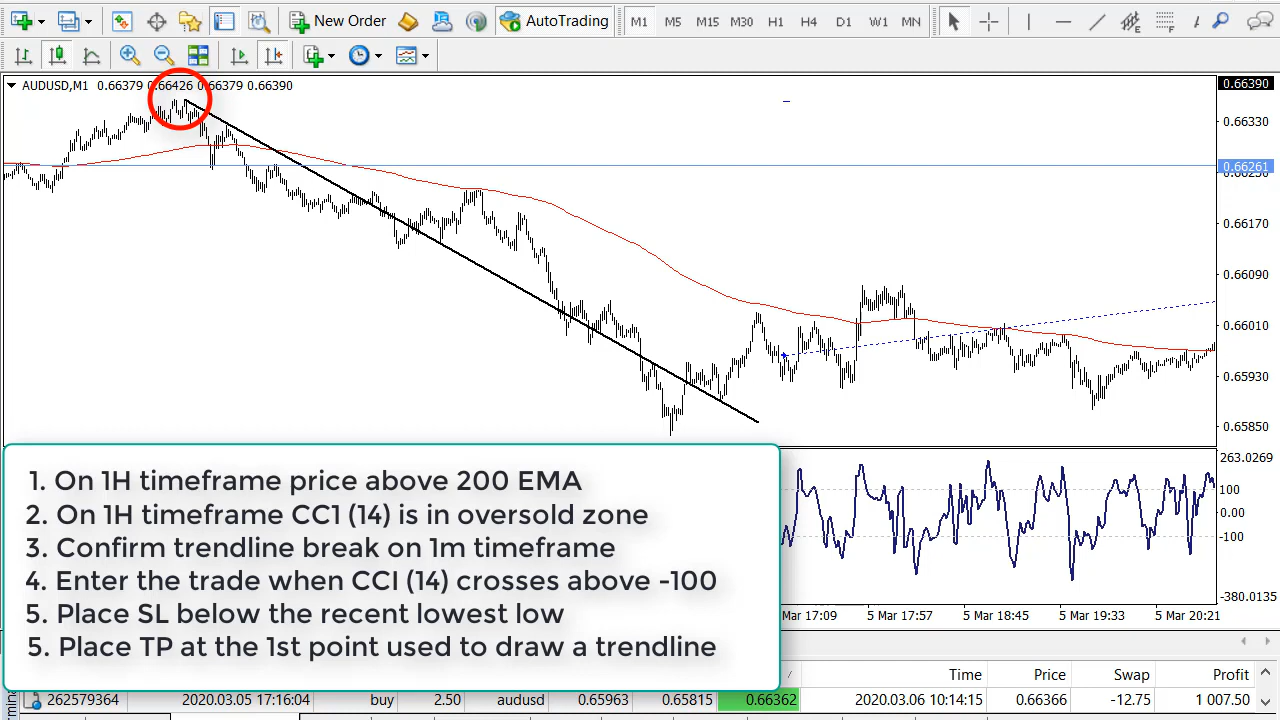 New Order AutoTrading M1 M5 M15 M30 H1 H4 D1 W1 MN
AUDUSD,M1 0.66379 0.66426 0.66379 0.66390
0.66390
0.66330
0.66261
0.66250
0.66170
0.66090
0.66010
0.65930
0.65850
1. On 1H timeframe price above 200 EMA
2. On 1H timeframe CC1 (14) is in oversold zone
3. Confirm trendline break on 1m timeframe
4. Enter the trade when CCI (14) crosses above -100
5. Place SL below the recent lowest low
5. Place TP at the 1st point used to draw a trendline
263.0269
100
0.00
-100
-380.0135
Mar 17:09 5 Mar 17:57 5 Mar 18:45 5 Mar 19:33 5 Mar 20:21
/ Time Price Swap Profit
262579364 2020.03.05 17:16:04 buy 2.50 audusd 0.65963 0.65815 0.66362 2020.03.06 10:14:15 0.66366 -12.75 1 007.50